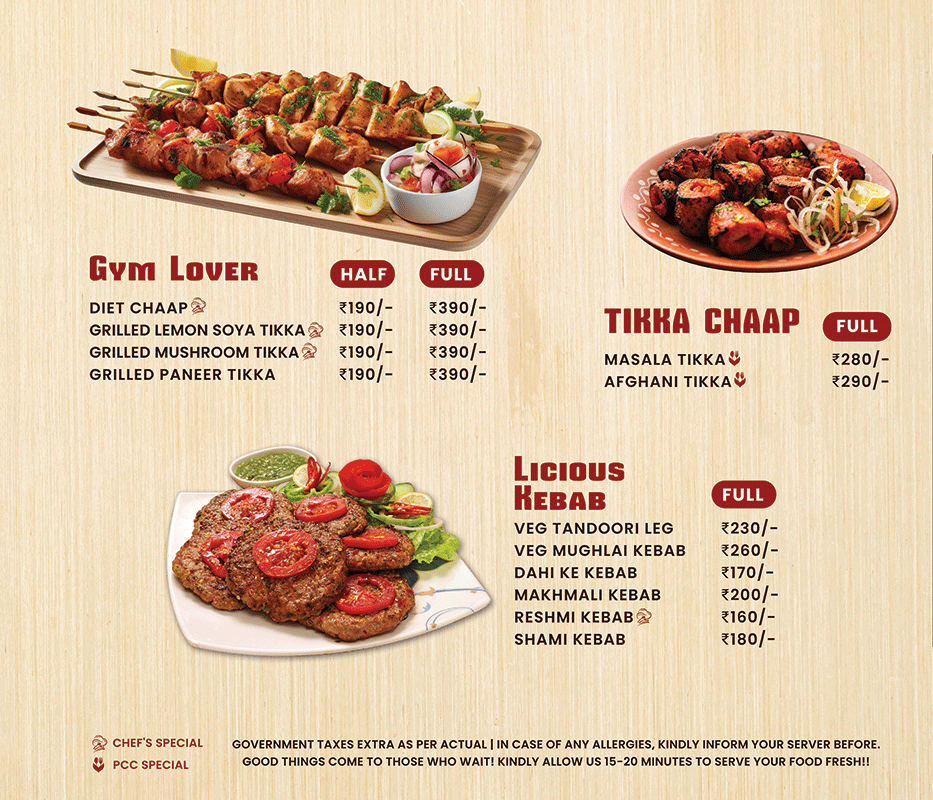 GYM LOVER HALF FULL
DIET CHAAP ₹190/- ₹390/-
GRILLED LEMON SOYA TIKKA ₹190/- ₹390/-
GRILLED MUSHROOM TIKKA ₹190/- ₹390/-
GRILLED PANEER TIKKA ₹190/- ₹390/-
TIKKA CHAAP FULL
MASALA TIKKA ₹280/-
AFGHANI TIKKA ₹290/-
LICIOUS
KEBAB FULL
VEG TANDOORI LEG ₹230/-
VEG MUGHLAI KEBAB ₹260/-
DAHI KE KEBAB ₹170/-
MAKHMALI KEBAB ₹200/-
RESHMI KEBAB ₹160/-
SHAMI KEBAB ₹180/-
CHEF'S SPECIAL
PCC SPECIAL
GOVERNMENT TAXES EXTRA AS PER ACTUAL | IN CASE OF ANY ALLERGIES, KINDLY INFORM YOUR SERVER BEFORE.
GOOD THINGS COME TO THOSE WHO WAIT! KINDLY ALLOW US 15-20 MINUTES TO SERVE YOUR FOOD FRESH!!